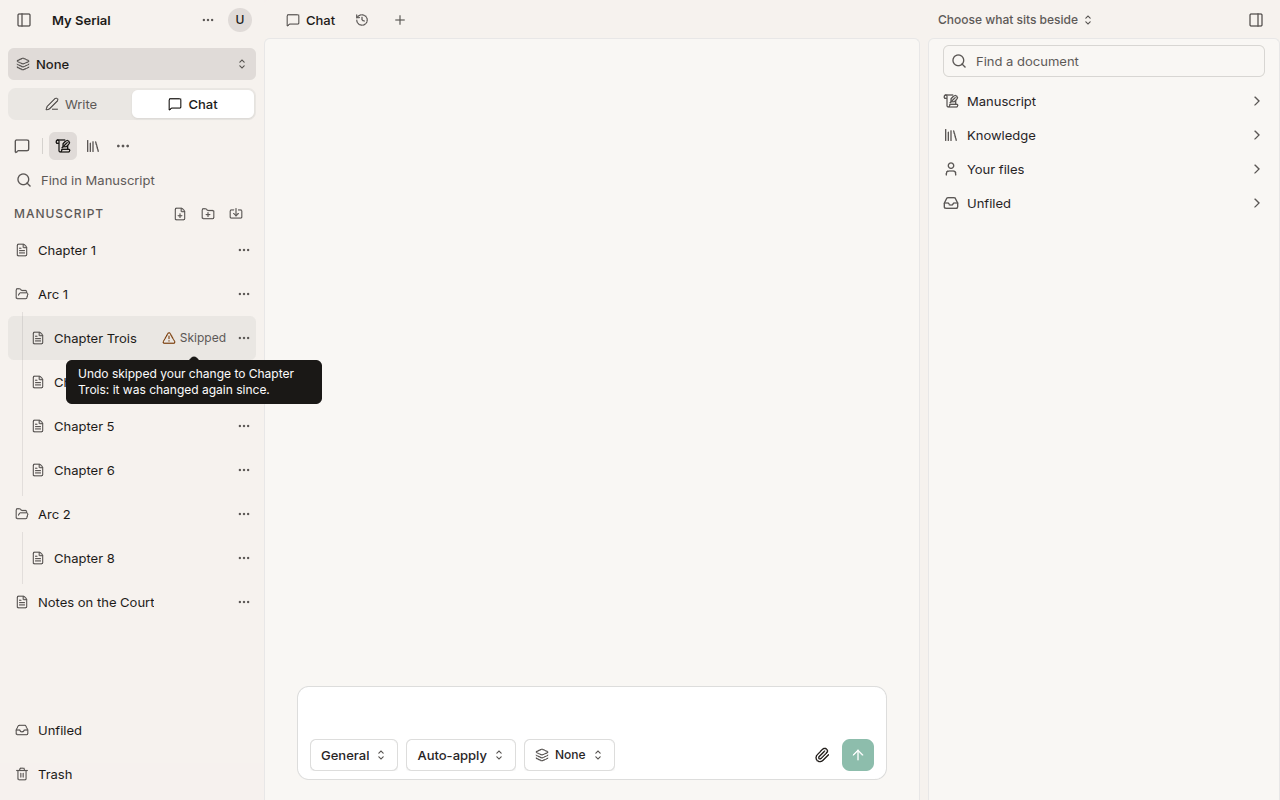 My Serial
U
Chat
Choose what sits beside
None
Write
Chat
Find in Manuscript
MANUSCRIPT
Chapter 1
Arc 1
Chapter Trois
Skipped
Undo skipped your change to Chapter
Trois: it was changed again since.
Chapter 5
Chapter 6
Arc 2
Chapter 8
Notes on the Court
Unfiled
Trash
General
Auto-apply
None
Find a document
Manuscript
Knowledge
Your files
Unfiled